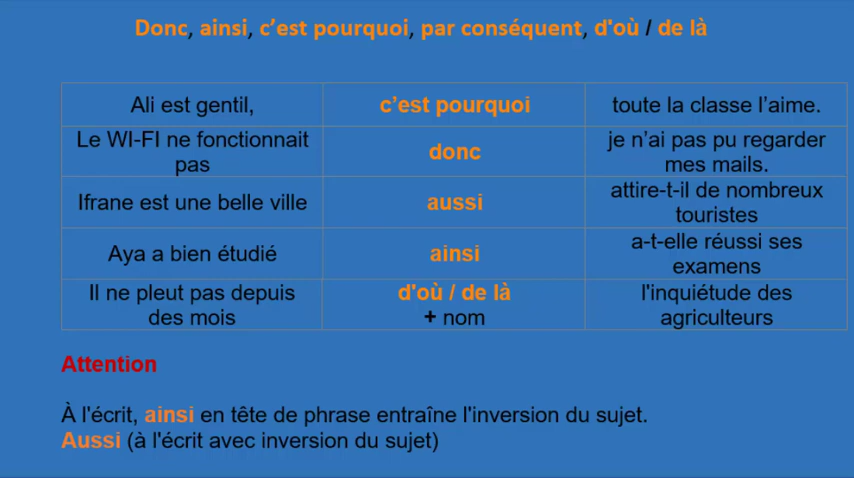 Donc, ainsi, c’est pourquoi, par conséquent, d'où / de là
Ali est gentil, c’est pourquoi toute la classe l’aime.
Le WI-FI ne fonctionnait pas donc je n’ai pas pu regarder mes mails.
Ifrane est une belle ville aussi attire-t-il de nombreux touristes
Aya a bien étudié ainsi a-t-elle réussi ses examens
Il ne pleut pas depuis des mois d'où / de là + nom l'inquiétude des agriculteurs
Attention
À l'écrit, ainsi en tête de phrase entraîne l'inversion du sujet.
Aussi (à l'écrit avec inversion du sujet)